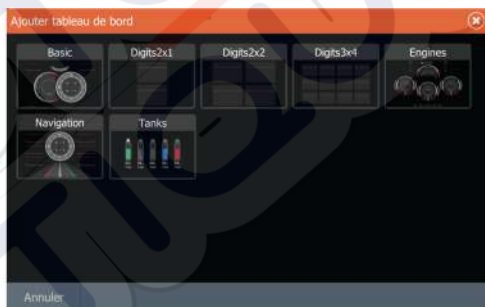 Ajouter tableau de bord
Basic Digits2x1 Digits2x2 Digits3x4 Engines
Navigation Tanks
Annuler